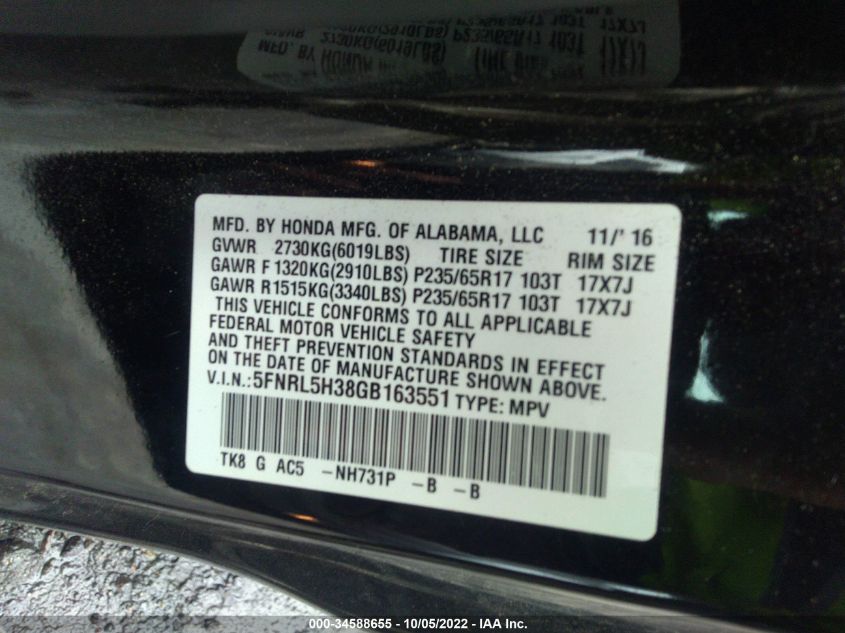 MFD. BY HONDA MFG. OF ALABAMA, LLC 11/' 16
GVWR 2730KG(6019LBS) TIRE SIZE RIM SIZE
GAWR F 1320KG(2910LBS) P235/65R17 103T 17X7J
GAWR R1515KG(3340LBS) P235/65R17 103T 17X7J
THIS VEHICLE CONFORMS TO ALL APPLICABLE
FEDERAL MOTOR VEHICLE SAFETY
AND THEFT PREVENTION STANDARDS IN EFFECT
ON THE DATE OF MANUFACTURE SHOWN ABOVE.
V.I.N.:5FNRL5H38GB163551 TYPE: MPV
TK8 G AC5 -NH731P -B -B
000-34588655 - 10/05/2022 - IAA Inc.